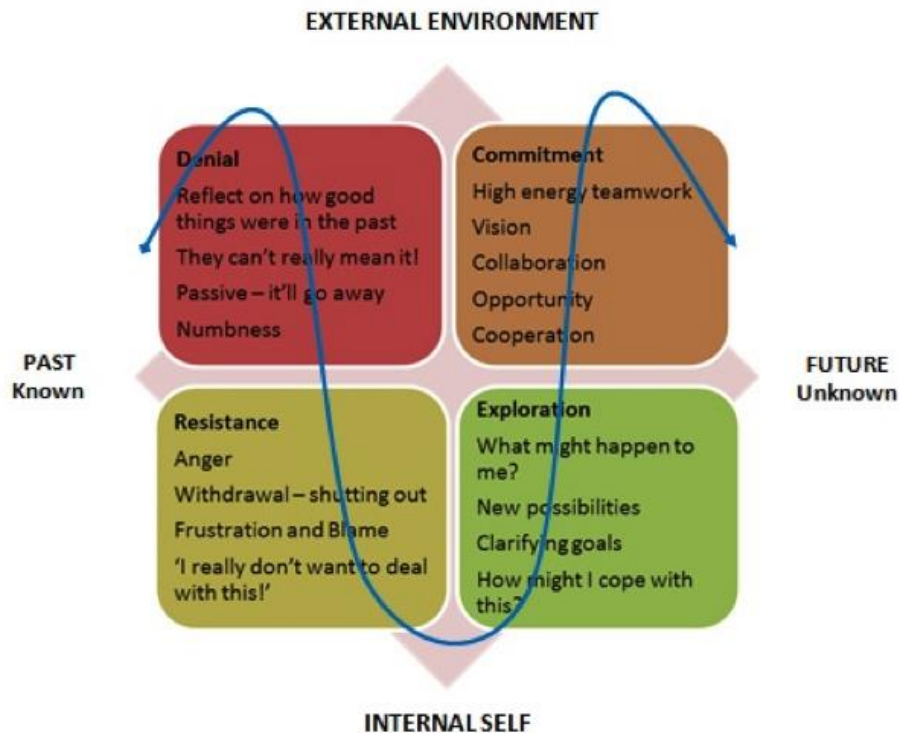 EXTERNAL ENVIRONMENT
Denial
Reflect on how good
things were in the past
They can't really mean it!
Passive – it'll go away
Numbness
Commitment
High energy teamwork
Vision
Collaboration
Opportunity
Cooperation
PAST
Known
FUTURE
Unknown
Resistance
Anger
Withdrawal – shutting out
Frustration and Blame
'I really don't want to deal
with this!'
Exploration
What might happen to
me?
New possibilities
Clarifying goals
How might I cope with
this?
INTERNAL SELF